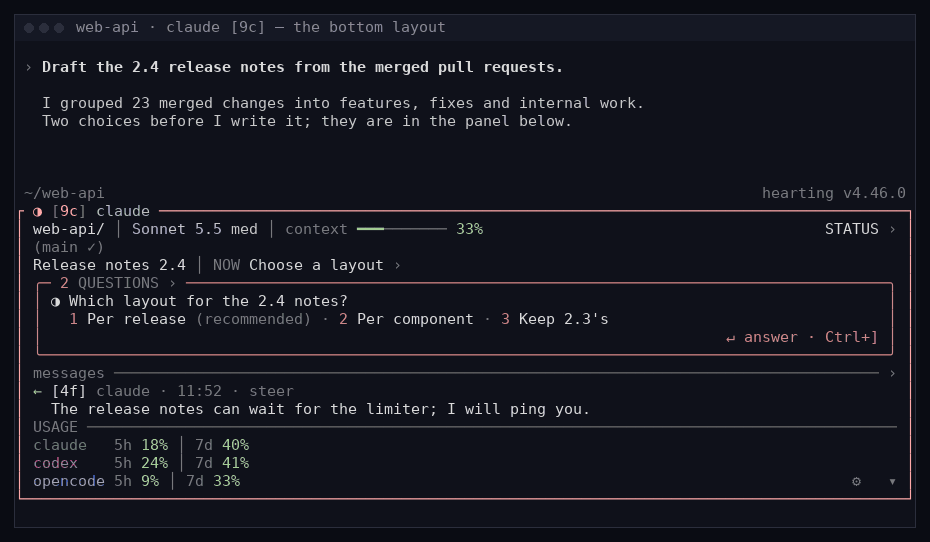 web-api · claude [9c] — the bottom layout
› Draft the 2.4 release notes from the merged pull requests.
I grouped 23 merged changes into features, fixes and internal work.
Two choices before I write it; they are in the panel below.
~/web-api hearting v4.46.0
◑ [9c] claude
web-api/ │ Sonnet 5.5 med │ context 33% STATUS ›
(main ✓)
Release notes 2.4 │ NOW Choose a layout ›
2 QUESTIONS ›
◑ Which layout for the 2.4 notes?
1 Per release (recommended) · 2 Per component · 3 Keep 2.3's
↵ answer · Ctrl+]
messages ›
← [4f] claude · 11:52 · steer
The release notes can wait for the limiter; I will ping you.
USAGE
claude 5h 18% │ 7d 40%
codex 5h 24% │ 7d 41%
opencode 5h 9% │ 7d 33% ⚙ ▾